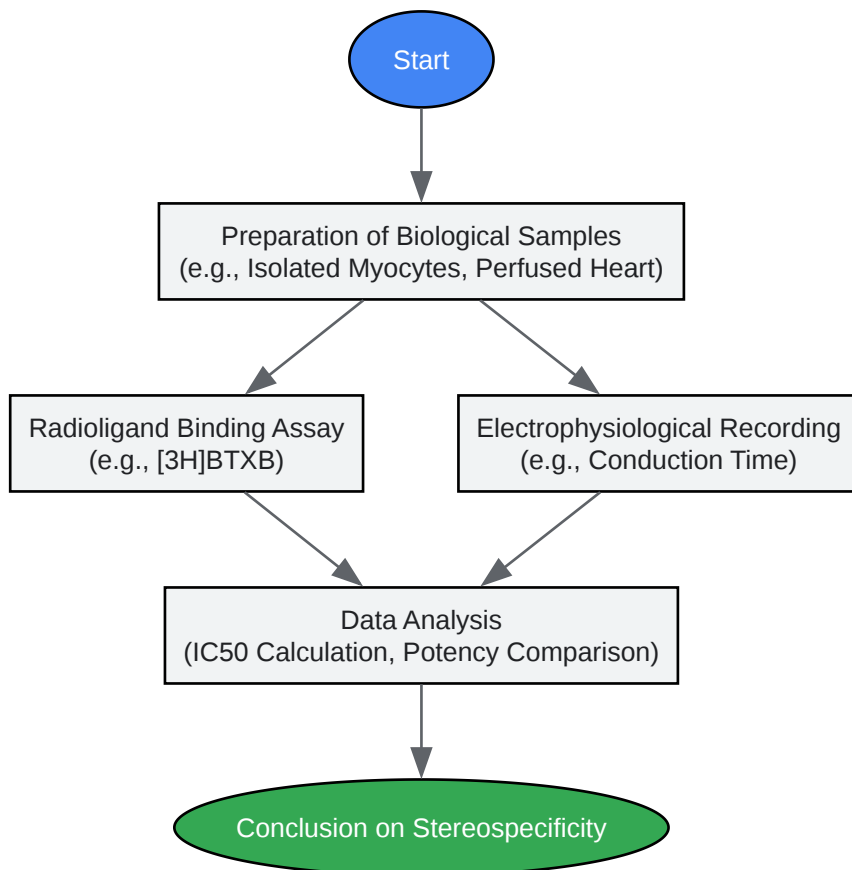 Start
Preparation of Biological Samples
(e.g., Isolated Myocytes, Perfused Heart)
Radioligand Binding Assay
(e.g., [3H]BTXB)
Electrophysiological Recording
(e.g., Conduction Time)
Data Analysis
(IC50 Calculation, Potency Comparison)
Conclusion on Stereospecificity